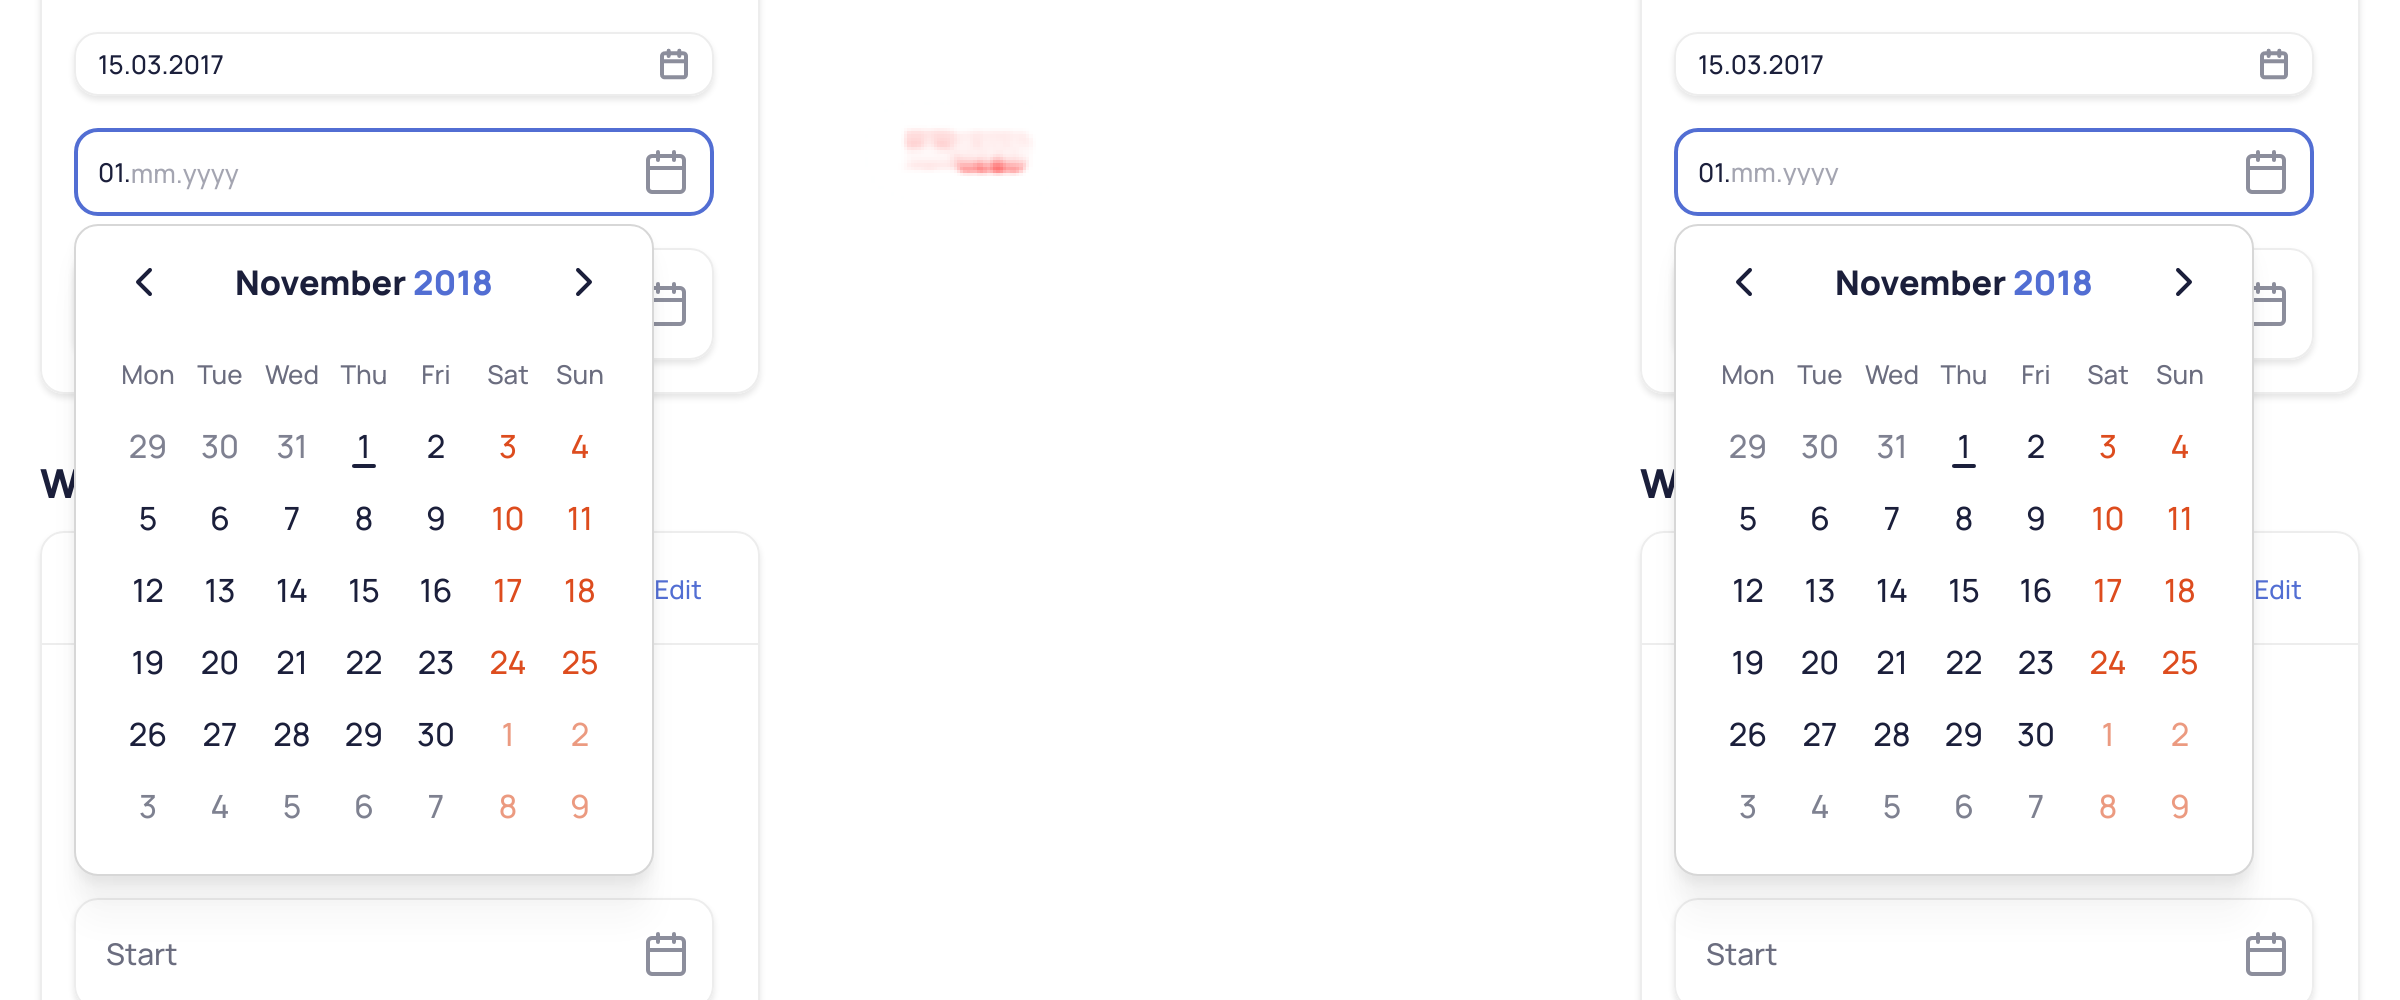 15.03.2017
01.mm.yyyy
November 2018
Mon Tue Wed Thu Fri Sat Sun
29 30 31 1 2 3 4
5 6 7 8 9 10 11
12 13 14 15 16 17 18
19 20 21 22 23 24 25
26 27 28 29 30 1 2
3 4 5 6 7 8 9
W
Edit
Start
15.03.2017
01.mm.yyyy
November 2018
Mon Tue Wed Thu Fri Sat Sun
29 30 31 1 2 3 4
5 6 7 8 9 10 11
12 13 14 15 16 17 18
19 20 21 22 23 24 25
26 27 28 29 30 1 2
3 4 5 6 7 8 9
W
Edit
Start